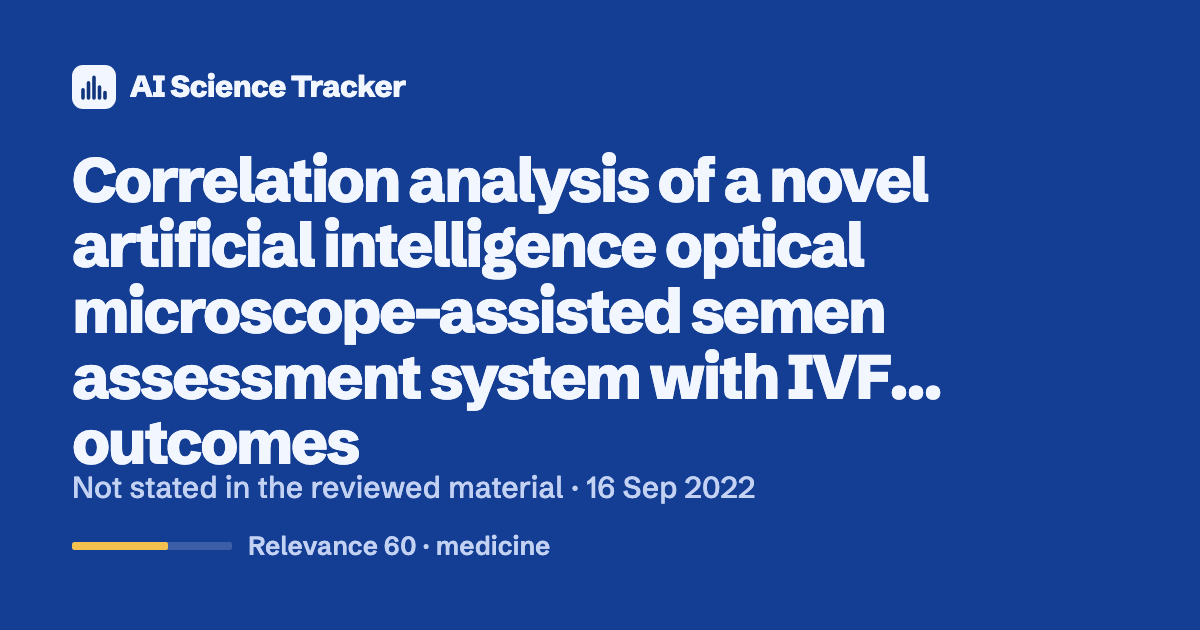 AI Science Tracker
Correlation analysis of a novel
artificial intelligence optical
microscope-assisted semen
assessment system with IVF...
outcomes
Not stated in the reviewed material · 16 Sep 2022
Relevance 60 · medicine